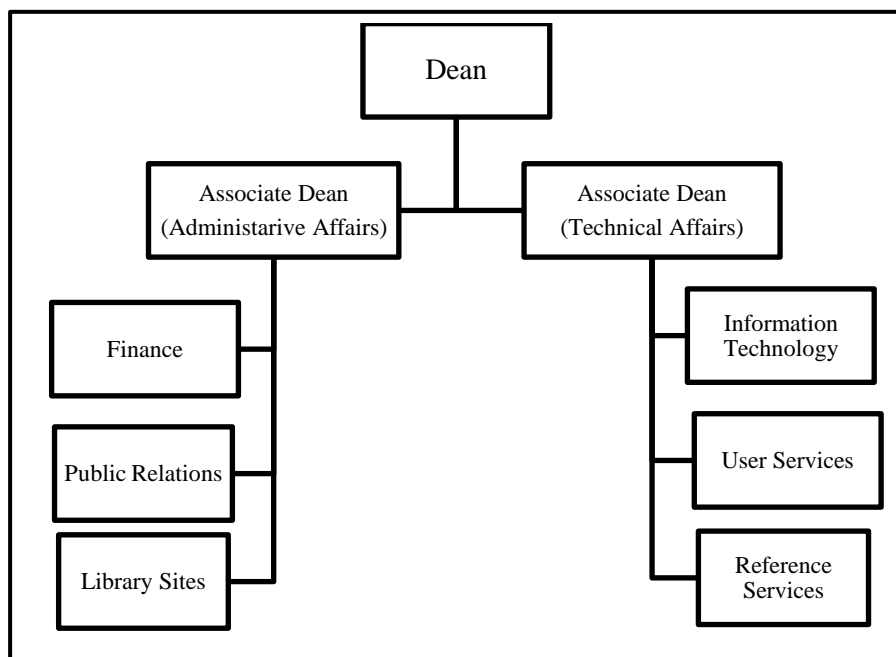 Dean
Associate Dean
(Administarive Affairs)
Associate Dean
(Technical Affairs)
Finance
Public Relations
Library Sites
Information
Technology
User Services
Reference
Services